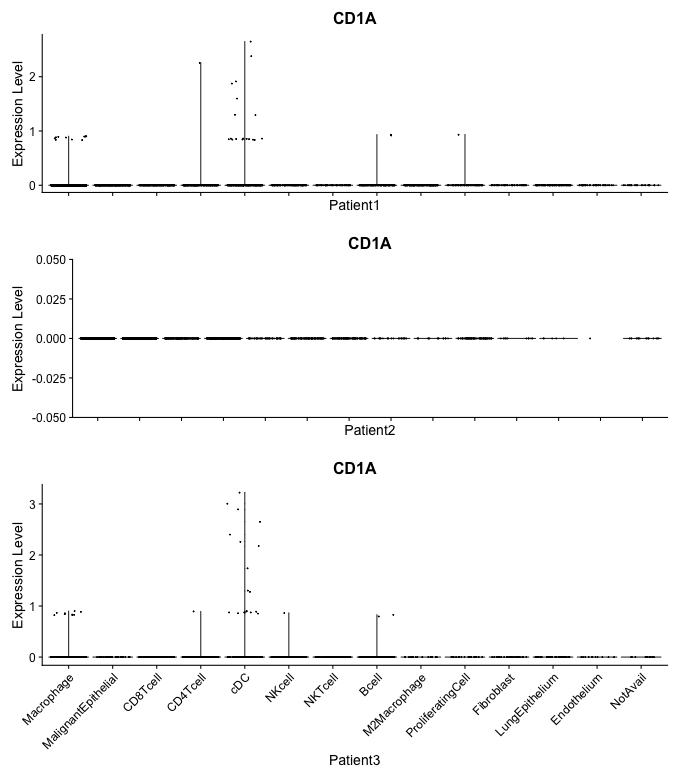 CD1A
Expression Level
2
1
0
Patient1
CD1A
Expression Level
0.050
0.025
0.000
-0.025
-0.050
Patient2
CD1A
Expression Level
3
2
1
0
Macrophage
MalignantEpithelial
CD8Tcell
CD4Tcell
cDC
NKcell
NKTcell
Bcell
M2Macrophage
ProliferatingCell
Fibroblast
LungEpithelium
Endothelium
NotAvail
Patient3